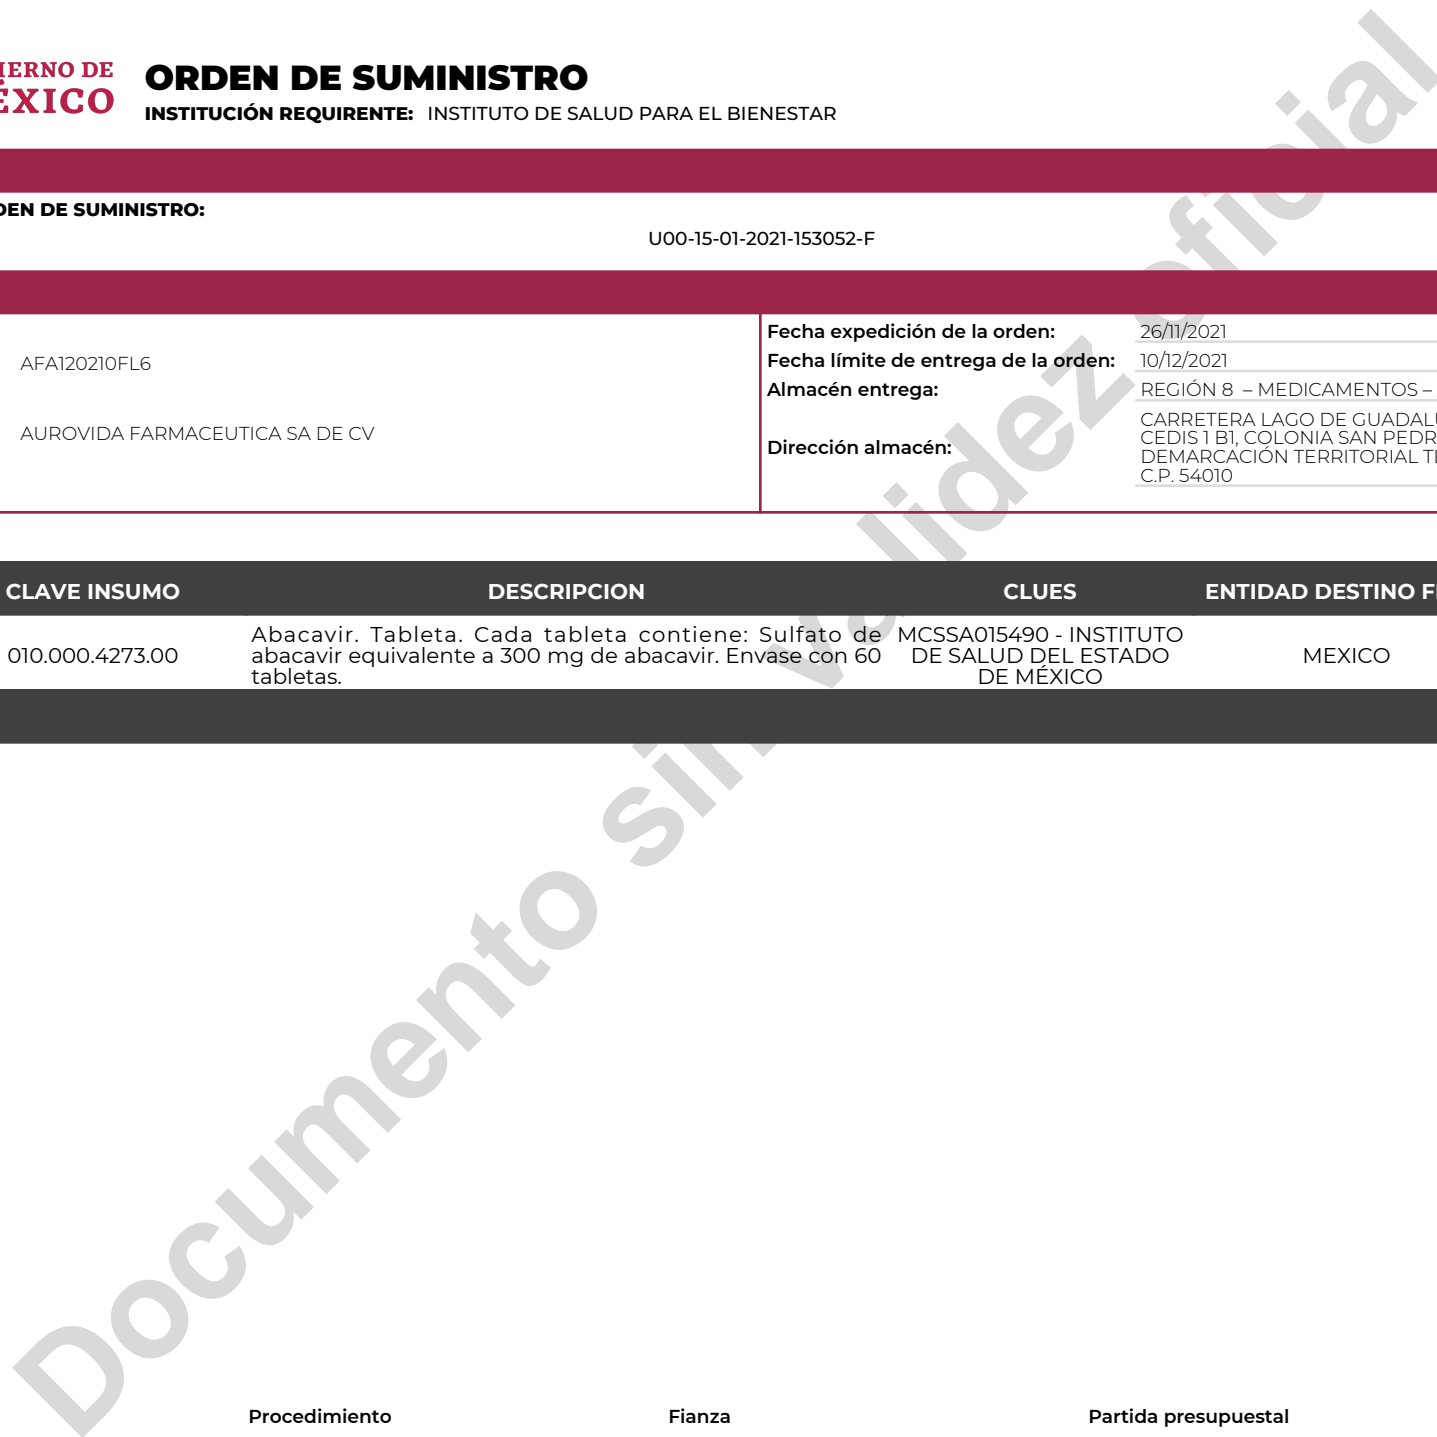 IERNO DE
ÉXICO
ORDEN DE SUMINISTRO
INSTITUCIÓN REQUIRENTE: INSTITUTO DE SALUD PARA EL BIENESTAR
DEN DE SUMINISTRO:
U00-15-01-2021-153052-F
AFA120210FL6
AUROVIDA FARMACEUTICA SA DE CV
Fecha expedición de la orden: 26/11/2021
Fecha límite de entrega de la orden: 10/12/2021
Almacén entrega: REGIÓN 8 – MEDICAMENTOS –
Dirección almacén:
CARRETERA LAGO DE GUADALU
CEDIS 1 B1, COLONIA SAN PEDR
DEMARCACIÓN TERRITORIAL TL
C.P. 54010
CLAVE INSUMO DESCRIPCION CLUES ENTIDAD DESTINO F
010.000.4273.00
Abacavir. Tableta. Cada tableta contiene: Sulfato de
abacavir equivalente a 300 mg de abacavir. Envase con 60
tabletas.
MCSSA015490 - INSTITUTO
DE SALUD DEL ESTADO
DE MÉXICO
MEXICO
Documento sin validez oficial
Procedimiento Fianza Partida presupuestal